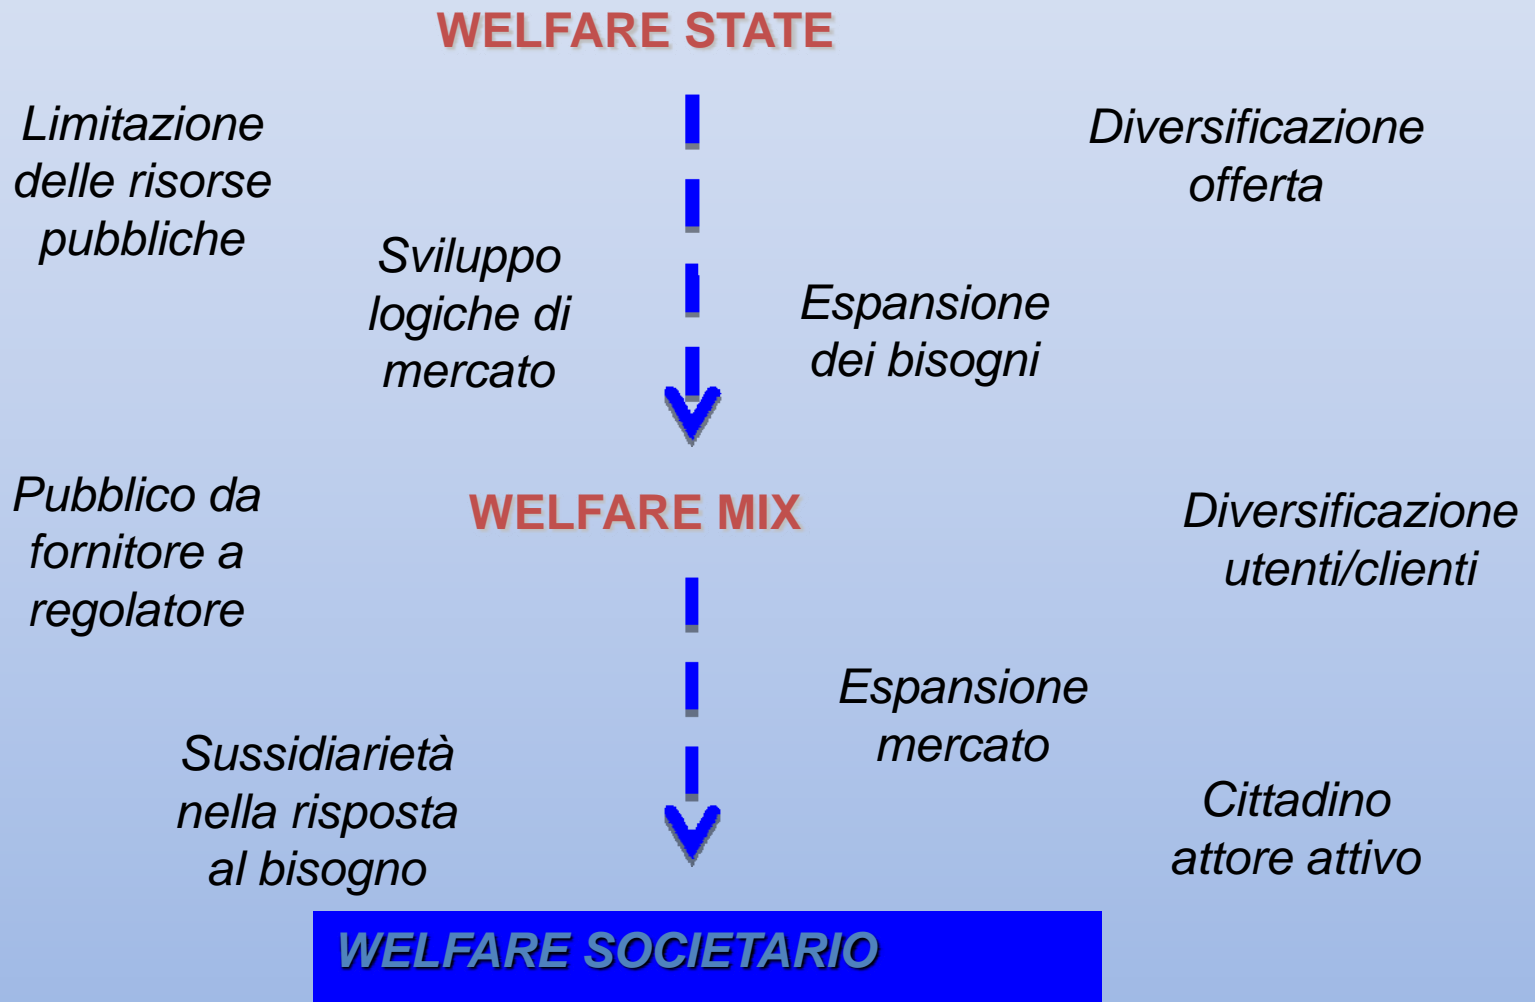 WELFARE STATE
Limitazione
delle risorse
pubbliche
Diversificazione
offerta
Sviluppo
logiche di
mercato
Espansione
dei bisogni
Pubblico da
fornitore a
regolatore
WELFARE MIX
Diversificazione
utenti/clienti
Espansione
mercato
Sussidiarietà
nella risposta
al bisogno
Cittadino
attore attivo
WELFARE SOCIETARIO